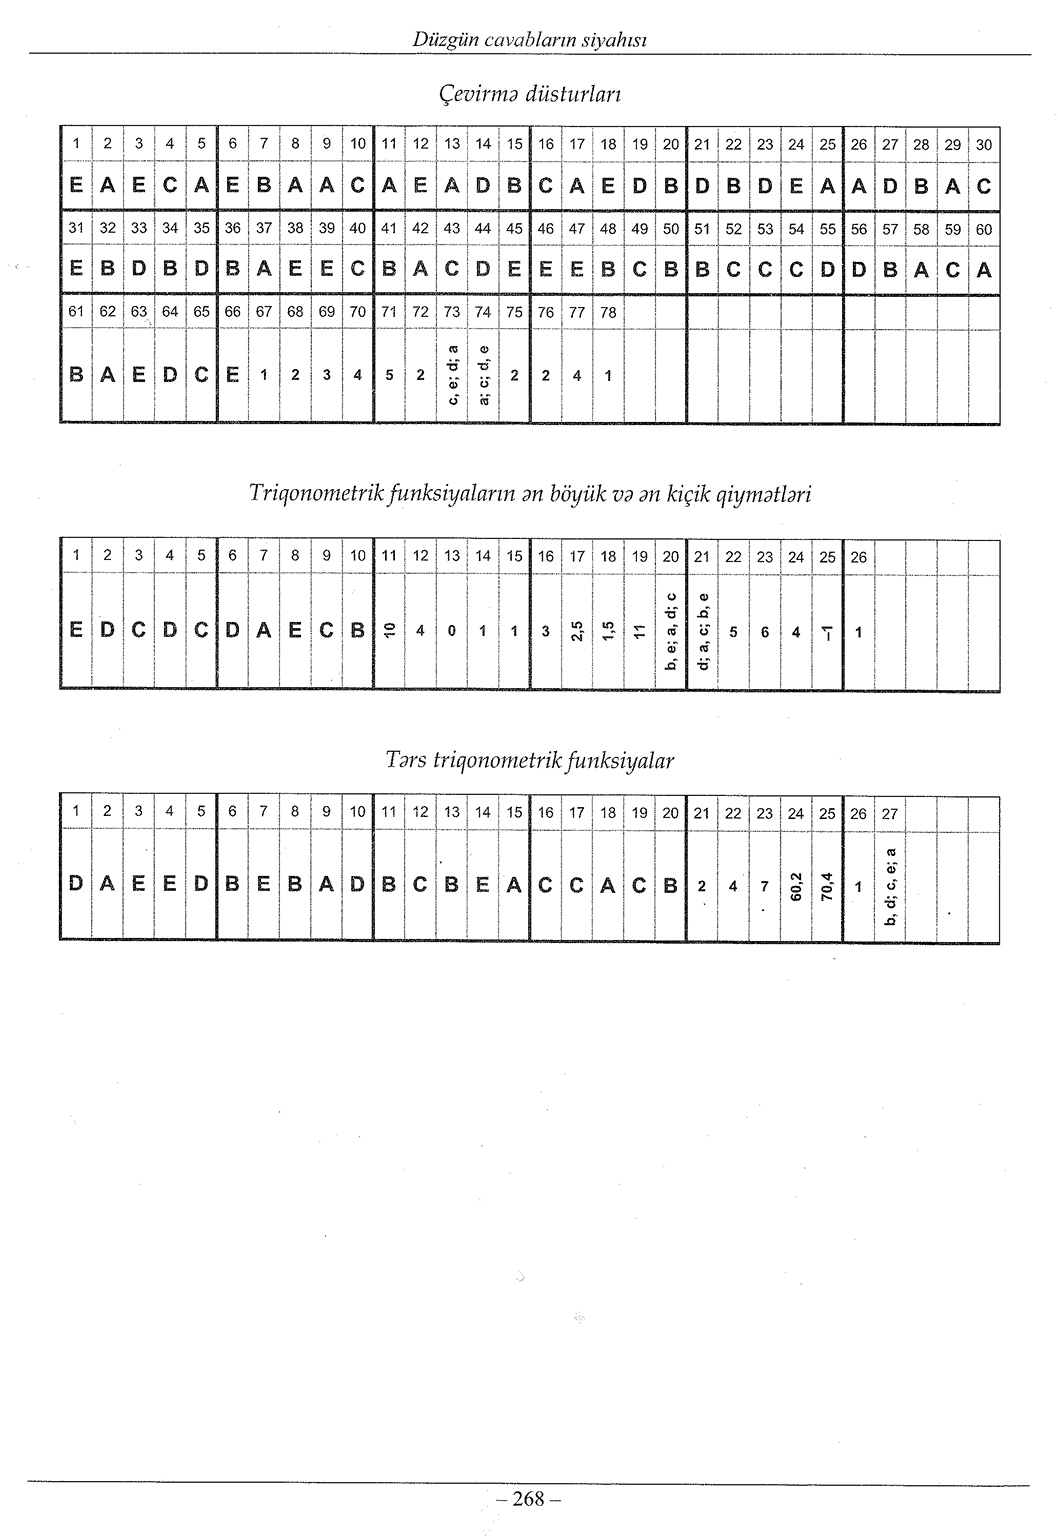 Düzgün cavabların siyahısı
Çevirmə düsturları
1 2 3 4 5 6 7 8 9 10 11 12 13 14 15 16 17 18 19 20 21 22 23 24 25 26 27 28 29 30
E A E C A E B A A C A E A D B C A E D B D B D E A A D B A C
31 32 33 34 35 36 37 38 39 40 41 42 43 44 45 46 47 48 49 50 51 52 53 54 55 56 57 58 59 60
E B D B D B A E E C B A C D E E E B C B B C C C D D B A C A
61 62 63 64 65 66 67 68 69 70 71 72 73 74 75 76 77 78
B A E D C E 1 2 3 4 5 2 c, e; d; a a; c; d, e 2 2 4 1
Triqonometrik funksiyaların ən böyük və ən kiçik qiymətləri
1 2 3 4 5 6 7 8 9 10 11 12 13 14 15 16 17 18 19 20 21 22 23 24 25 26
E D C D C D A E C B 10 4 0 1 1 3 2,5 1,5 11 b, e; a, d; c d; a, c; b, e 5 6 4 –1 1
Tərs triqonometrik funksiyalar
1 2 3 4 5 6 7 8 9 10 11 12 13 14 15 16 17 18 19 20 21 22 23 24 25 26 27
D A E E D B E B A D B C B E A C C A C B 2 4 7 60,2 70,4 1 b, d; c, e; a
– 268 –